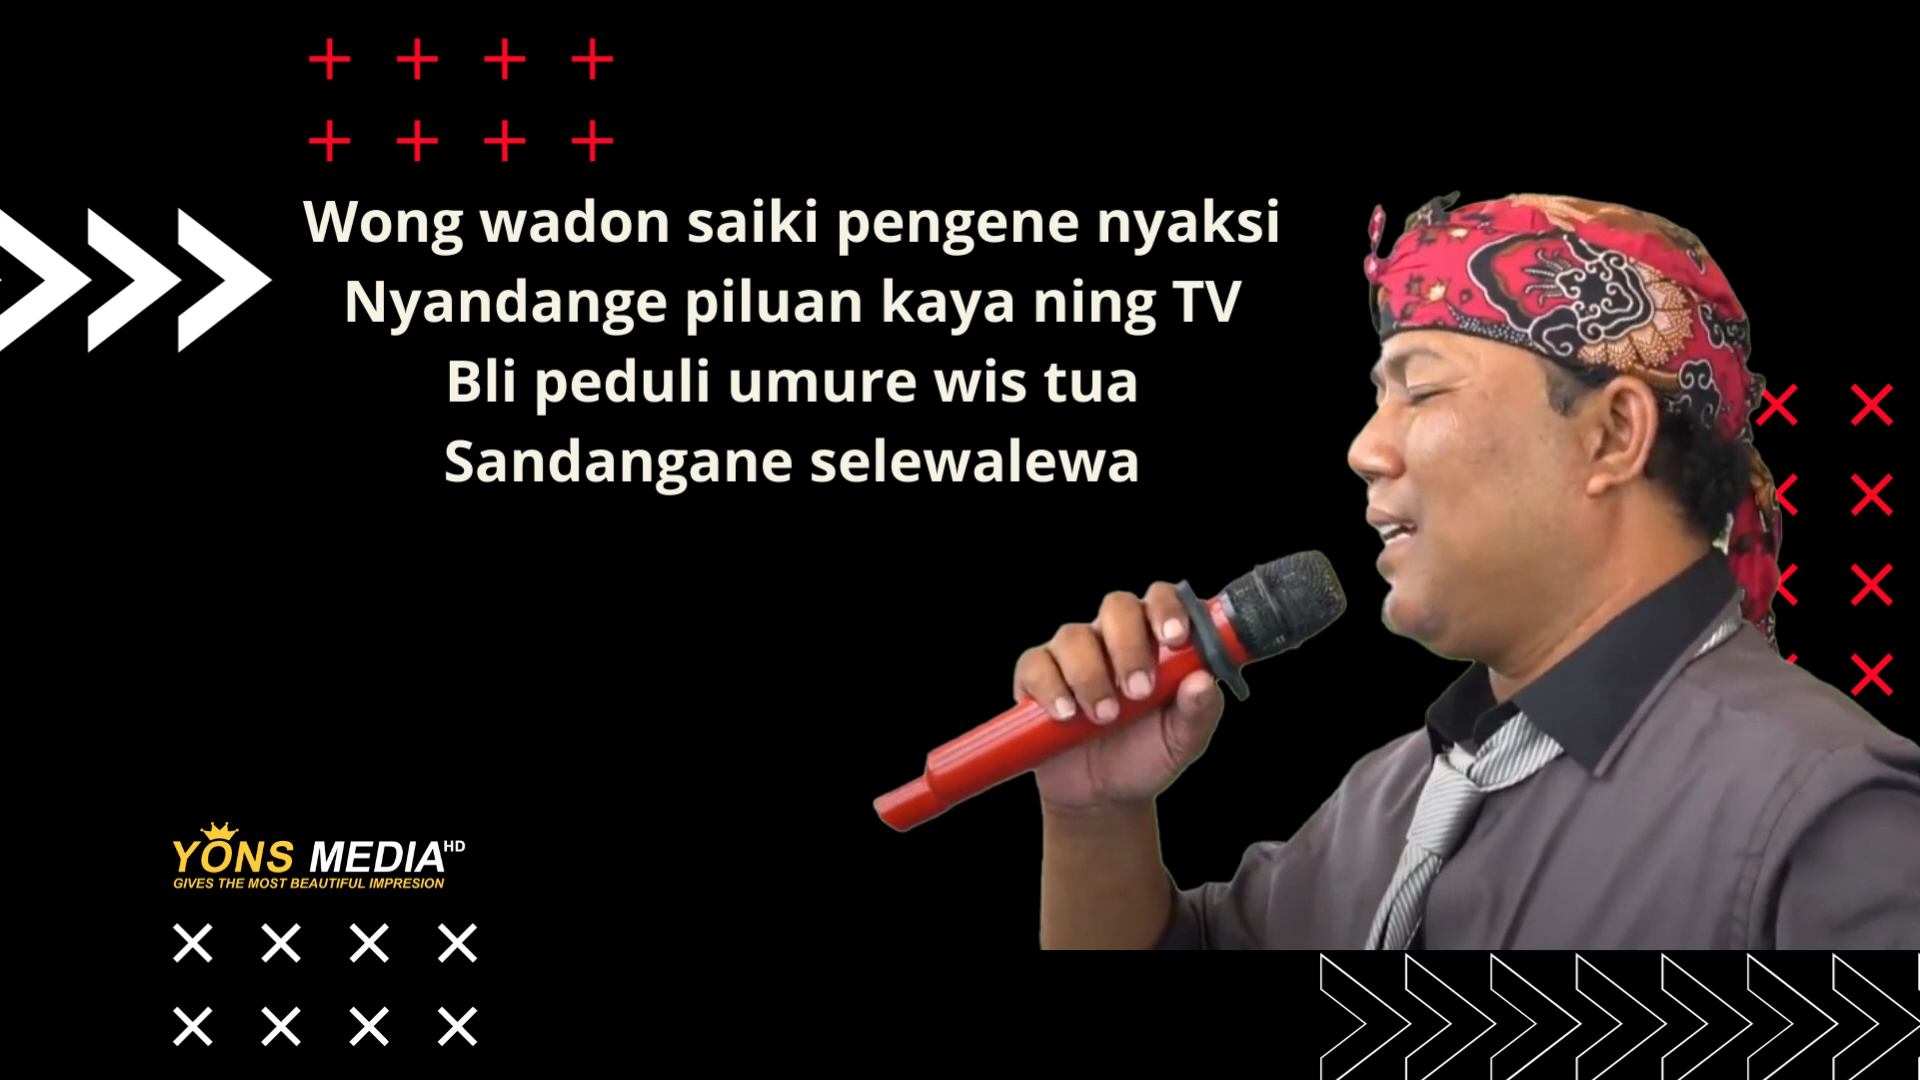 Wong wadon saiki pengene nyaksi
Nyandange piluan kaya ning TV
Bli peduli umure wis tua
Sandangane selewalewa
YONS MEDIA HD
GIVES THE MOST BEAUTIFUL IMPRESION